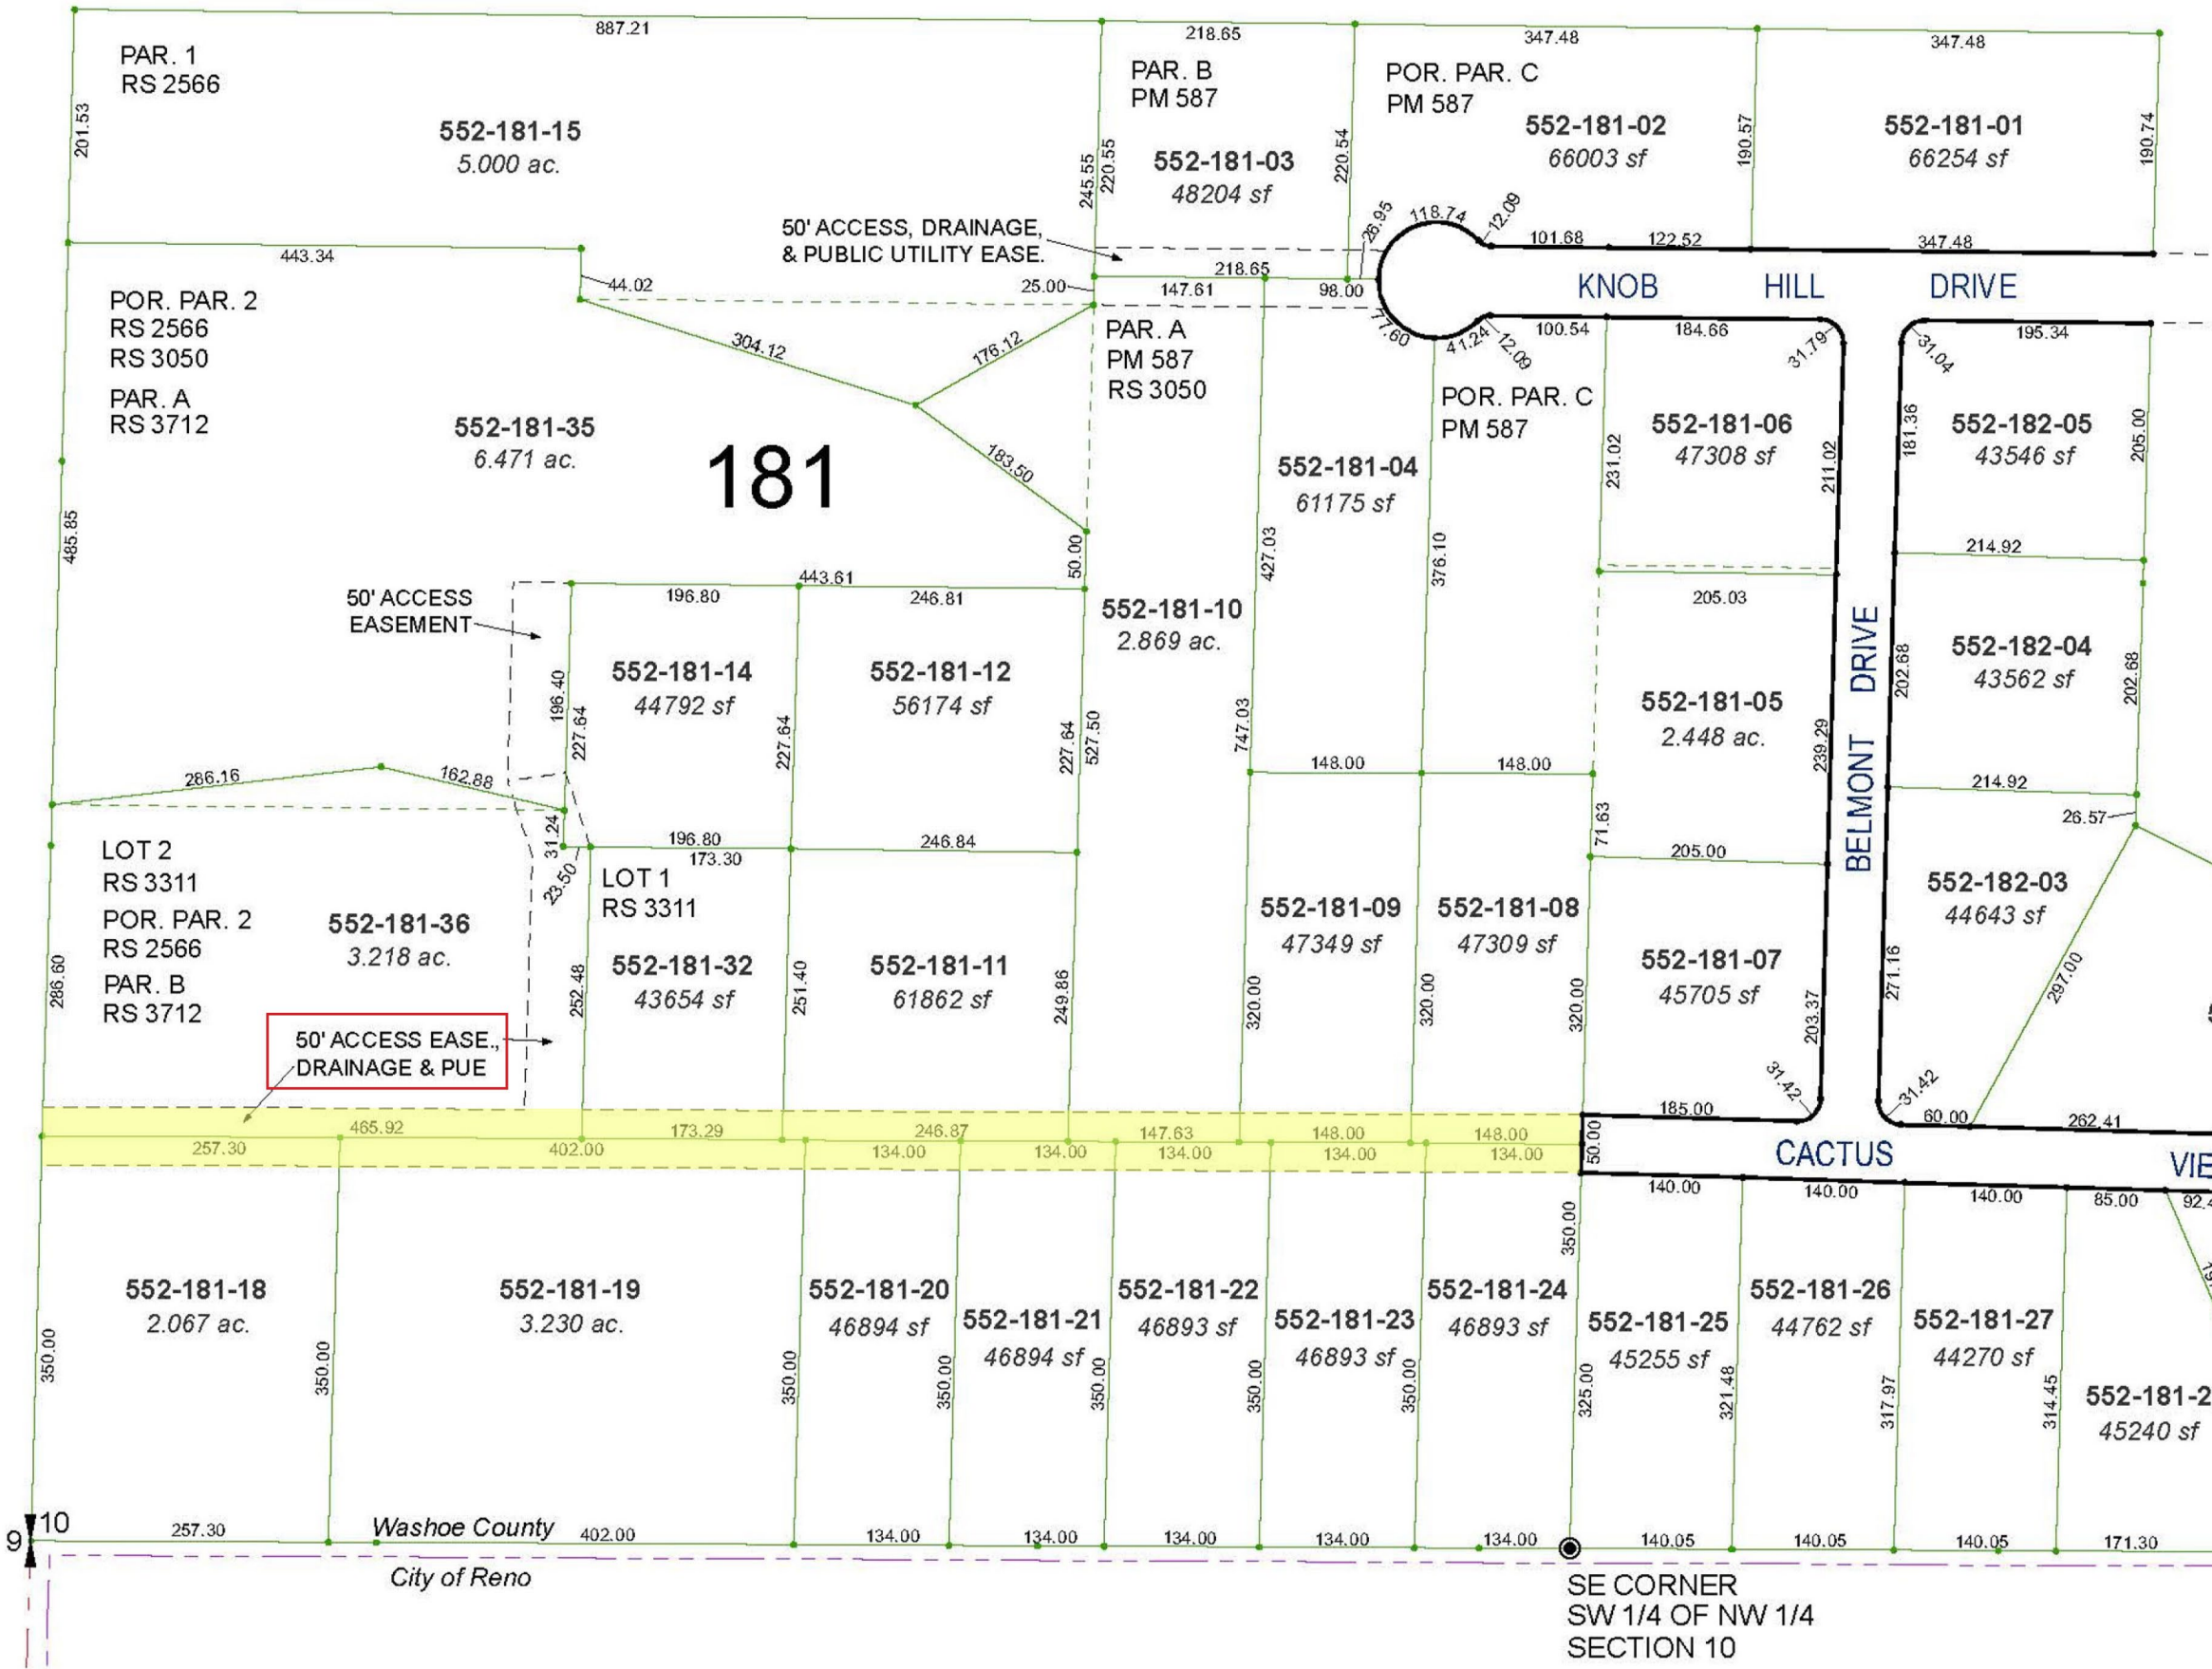 887.21
218.65
347.48
347.48
PAR. 1
RS 2566
201.53
552-181-15
5.000 ac.
PAR. B
PM 587
245.55
220.55
552-181-03
48204 sf
220.54
POR. PAR. C
PM 587
552-181-02
66003 sf
190.57
552-181-01
66254 sf
190.74
50' ACCESS, DRAINAGE,
& PUBLIC UTILITY EASE.
26.95
118.74
12.09
101.68
122.52
347.48
443.34
44.02
25.00
218.65
147.61
98.00
KNOB HILL DRIVE
POR. PAR. 2
RS 2566
RS 3050
PAR. A
RS 3712
304.12
176.12
PAR. A
PM 587
RS 3050
77.60
41.24
12.09
100.54
184.66
31.79
31.04
195.34
POR. PAR. C
PM 587
552-181-35
6.471 ac.
181
183.50
552-181-04
61175 sf
231.02
552-181-06
47308 sf
211.02
181.36
552-182-05
43546 sf
205.00
485.85
50.00
427.03
376.10
214.92
50' ACCESS
EASEMENT
443.61
196.80
246.81
552-181-10
2.869 ac.
205.03
BELMONT DRIVE
196.40
227.64
552-181-14
44792 sf
227.64
552-181-12
56174 sf
227.64
527.50
747.03
552-181-05
2.448 ac.
239.29
202.68
552-182-04
43562 sf
202.68
286.16
162.88
148.00
148.00
214.92
26.57
31.24
23.50
196.80
173.30
246.84
71.63
205.00
LOT 2
RS 3311
POR. PAR. 2
RS 2566
PAR. B
RS 3712
552-181-36
3.218 ac.
286.60
LOT 1
RS 3311
252.48
552-181-32
43654 sf
251.40
552-181-11
61862 sf
249.86
320.00
552-181-09
47349 sf
320.00
552-181-08
47309 sf
320.00
552-181-07
45705 sf
203.37
271.16
552-182-03
44643 sf
297.00
50' ACCESS EASE.,
DRAINAGE & PUE
31.42
31.42
185.00
60.00
262.41
465.92
173.29
246.87
147.63
148.00
148.00
257.30
402.00
134.00
134.00
134.00
134.00
134.00
50.00
CACTUS VIE
140.00
140.00
140.00
85.00
92.4
350.00
552-181-18
2.067 ac.
350.00
552-181-19
3.230 ac.
350.00
552-181-20
46894 sf
350.00
552-181-21
46894 sf
350.00
552-181-22
46893 sf
350.00
552-181-23
46893 sf
350.00
552-181-24
46893 sf
350.00
325.00
552-181-25
45255 sf
321.48
552-181-26
44762 sf
317.97
552-181-27
44270 sf
314.45
552-181-2
45240 sf
9
10
257.30
Washoe County
402.00
134.00
134.00
134.00
134.00
134.00
140.05
140.05
140.05
171.30
City of Reno
SE CORNER
SW 1/4 OF NW 1/4
SECTION 10